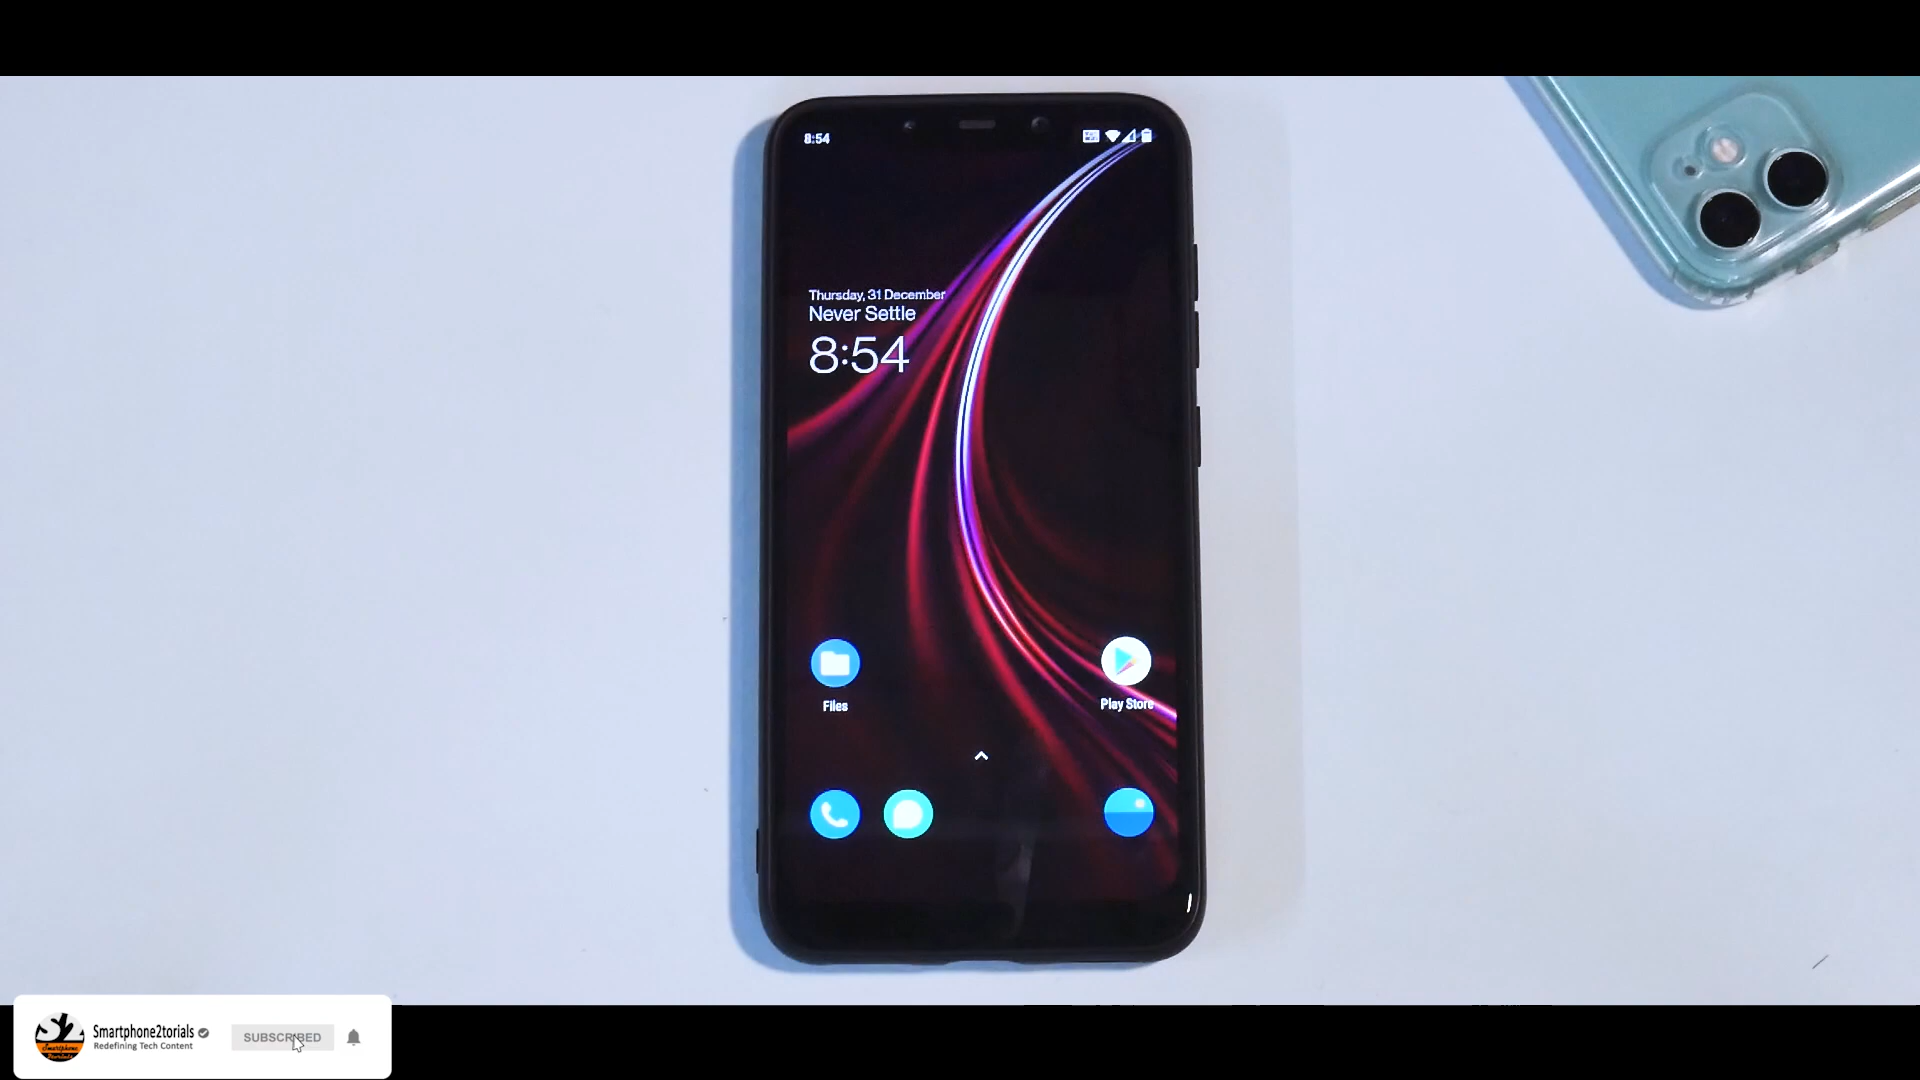 8:54
Thursday, 31 December
Never Settle
8:54
Files
Play Store
Smartphone2torials
Redefining Tech Content
SUBSCRIBED